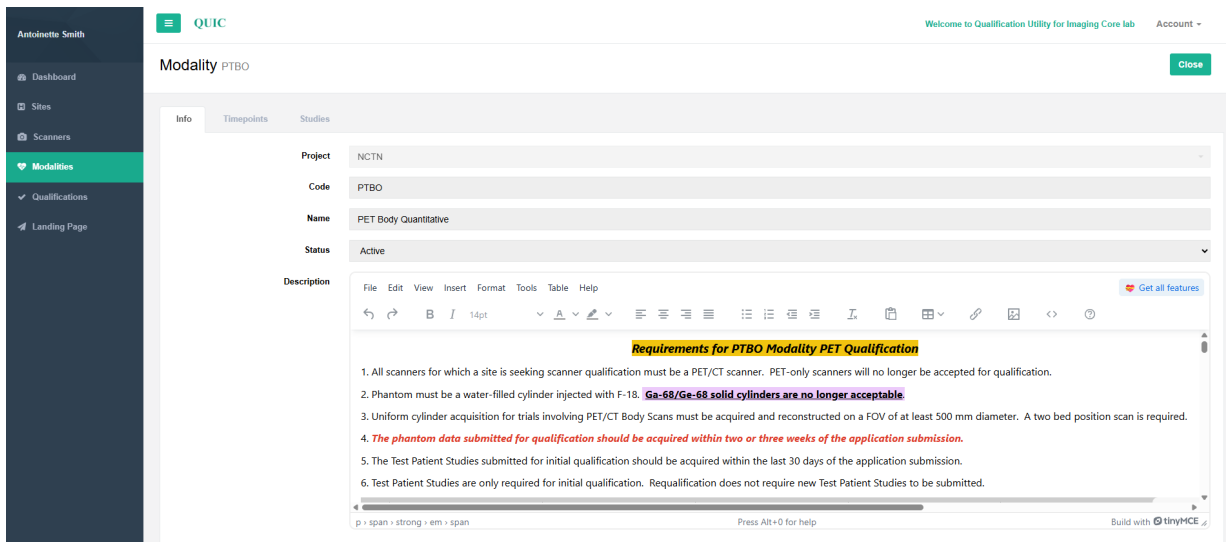 Antoinette Smith
Dashboard
Sites
Scanners
Modalities
Qualifications
Landing Page
QUIC
Welcome to Qualification Utility for Imaging Core lab
Account
Modality PTBO
Close
Info Timepoints Studies
Project NCTN
Code PTBO
Name PET Body Quantitative
Status Active
Description
File Edit View Insert Format Tools Table Help
Get all features
B I 14pt A
Requirements for PTBO Modality PET Qualification
1. All scanners for which a site is seeking scanner qualification must be a PET/CT scanner. PET-only scanners will no longer be accepted for qualification.
2. Phantom must be a water-filled cylinder injected with F-18. Ga-68/Ge-68 solid cylinders are no longer acceptable.
3. Uniform cylinder acquisition for trials involving PET/CT Body Scans must be acquired and reconstructed on a FOV of at least 500 mm diameter. A two bed position scan is required.
4. The phantom data submitted for qualification should be acquired within two or three weeks of the application submission.
5. The Test Patient Studies submitted for initial qualification should be acquired within the last 30 days of the application submission.
6. Test Patient Studies are only required for initial qualification. Requalification does not require new Test Patient Studies to be submitted.
p › span › strong › em › span
Press Alt+0 for help
Build with tinyMCE